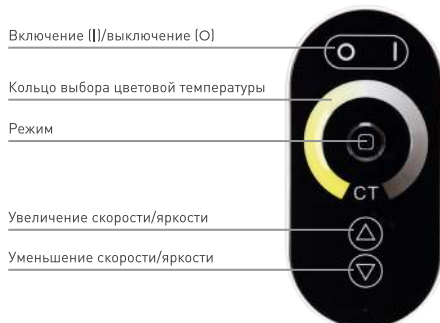 Включение (|)/выключение (O)
Кольцо выбора цветовой температуры
Режим
CT
Увеличение скорости/яркости
Уменьшение скорости/яркости